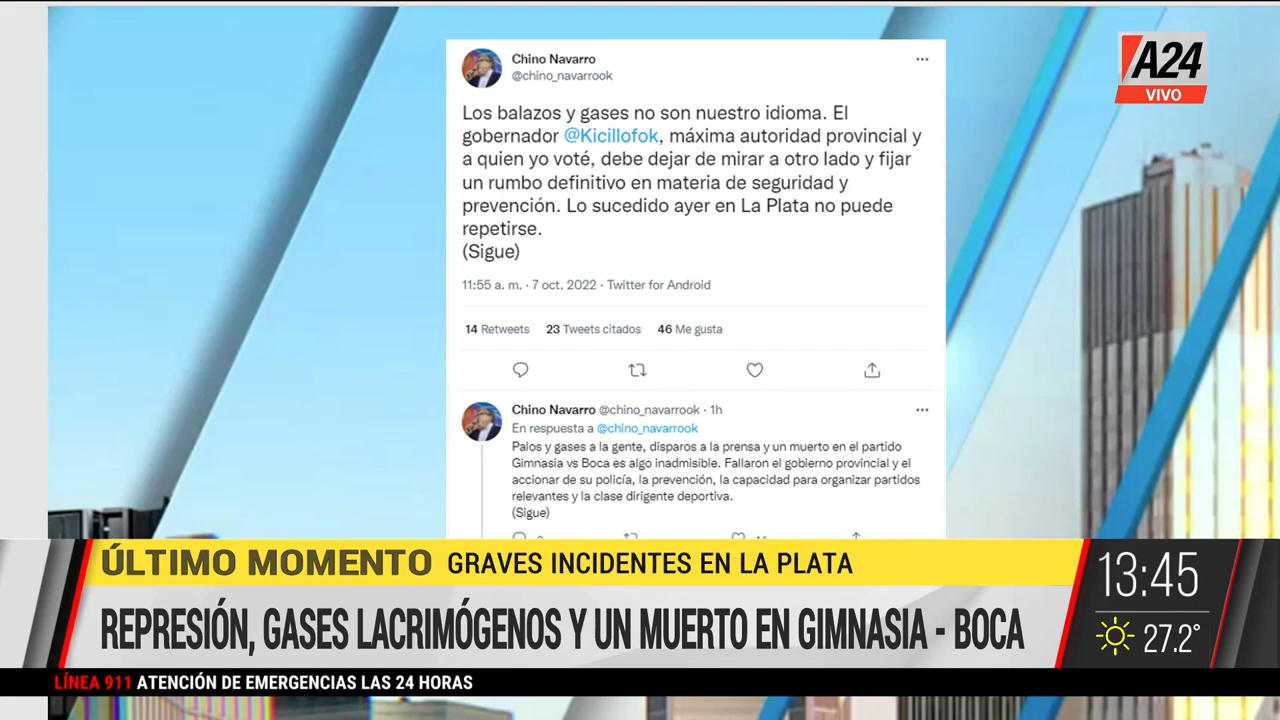 Chino Navarro
@chino_navarrook
Los balazos y gases no son nuestro idioma. El
gobernador @Kicillofok, máxima autoridad provincial y
a quien yo voté, debe dejar de mirar a otro lado y fijar
un rumbo definitivo en materia de seguridad y
prevención. Lo sucedido ayer en La Plata no puede
repetirse.
(Sigue)
11:55 a. m. · 7 oct. 2022 · Twitter for Android
14 Retweets 23 Tweets citados 46 Me gusta
Chino Navarro @chino_navarrook · 1h
En respuesta a @chino_navarrook
Palos y gases a la gente, disparos a la prensa y un muerto en el partido
Gimnasia vs Boca es algo inadmisible. Fallaron el gobierno provincial y el
accionar de su policía, la prevención, la capacidad para organizar partidos
relevantes y la clase dirigente deportiva.
(Sigue)
A24
VIVO
ÚLTIMO MOMENTO GRAVES INCIDENTES EN LA PLATA
REPRESIÓN, GASES LACRIMÓGENOS Y UN MUERTO EN GIMNASIA - BOCA
13:45
27.2°
LÍNEA 911 ATENCIÓN DE EMERGENCIAS LAS 24 HORAS